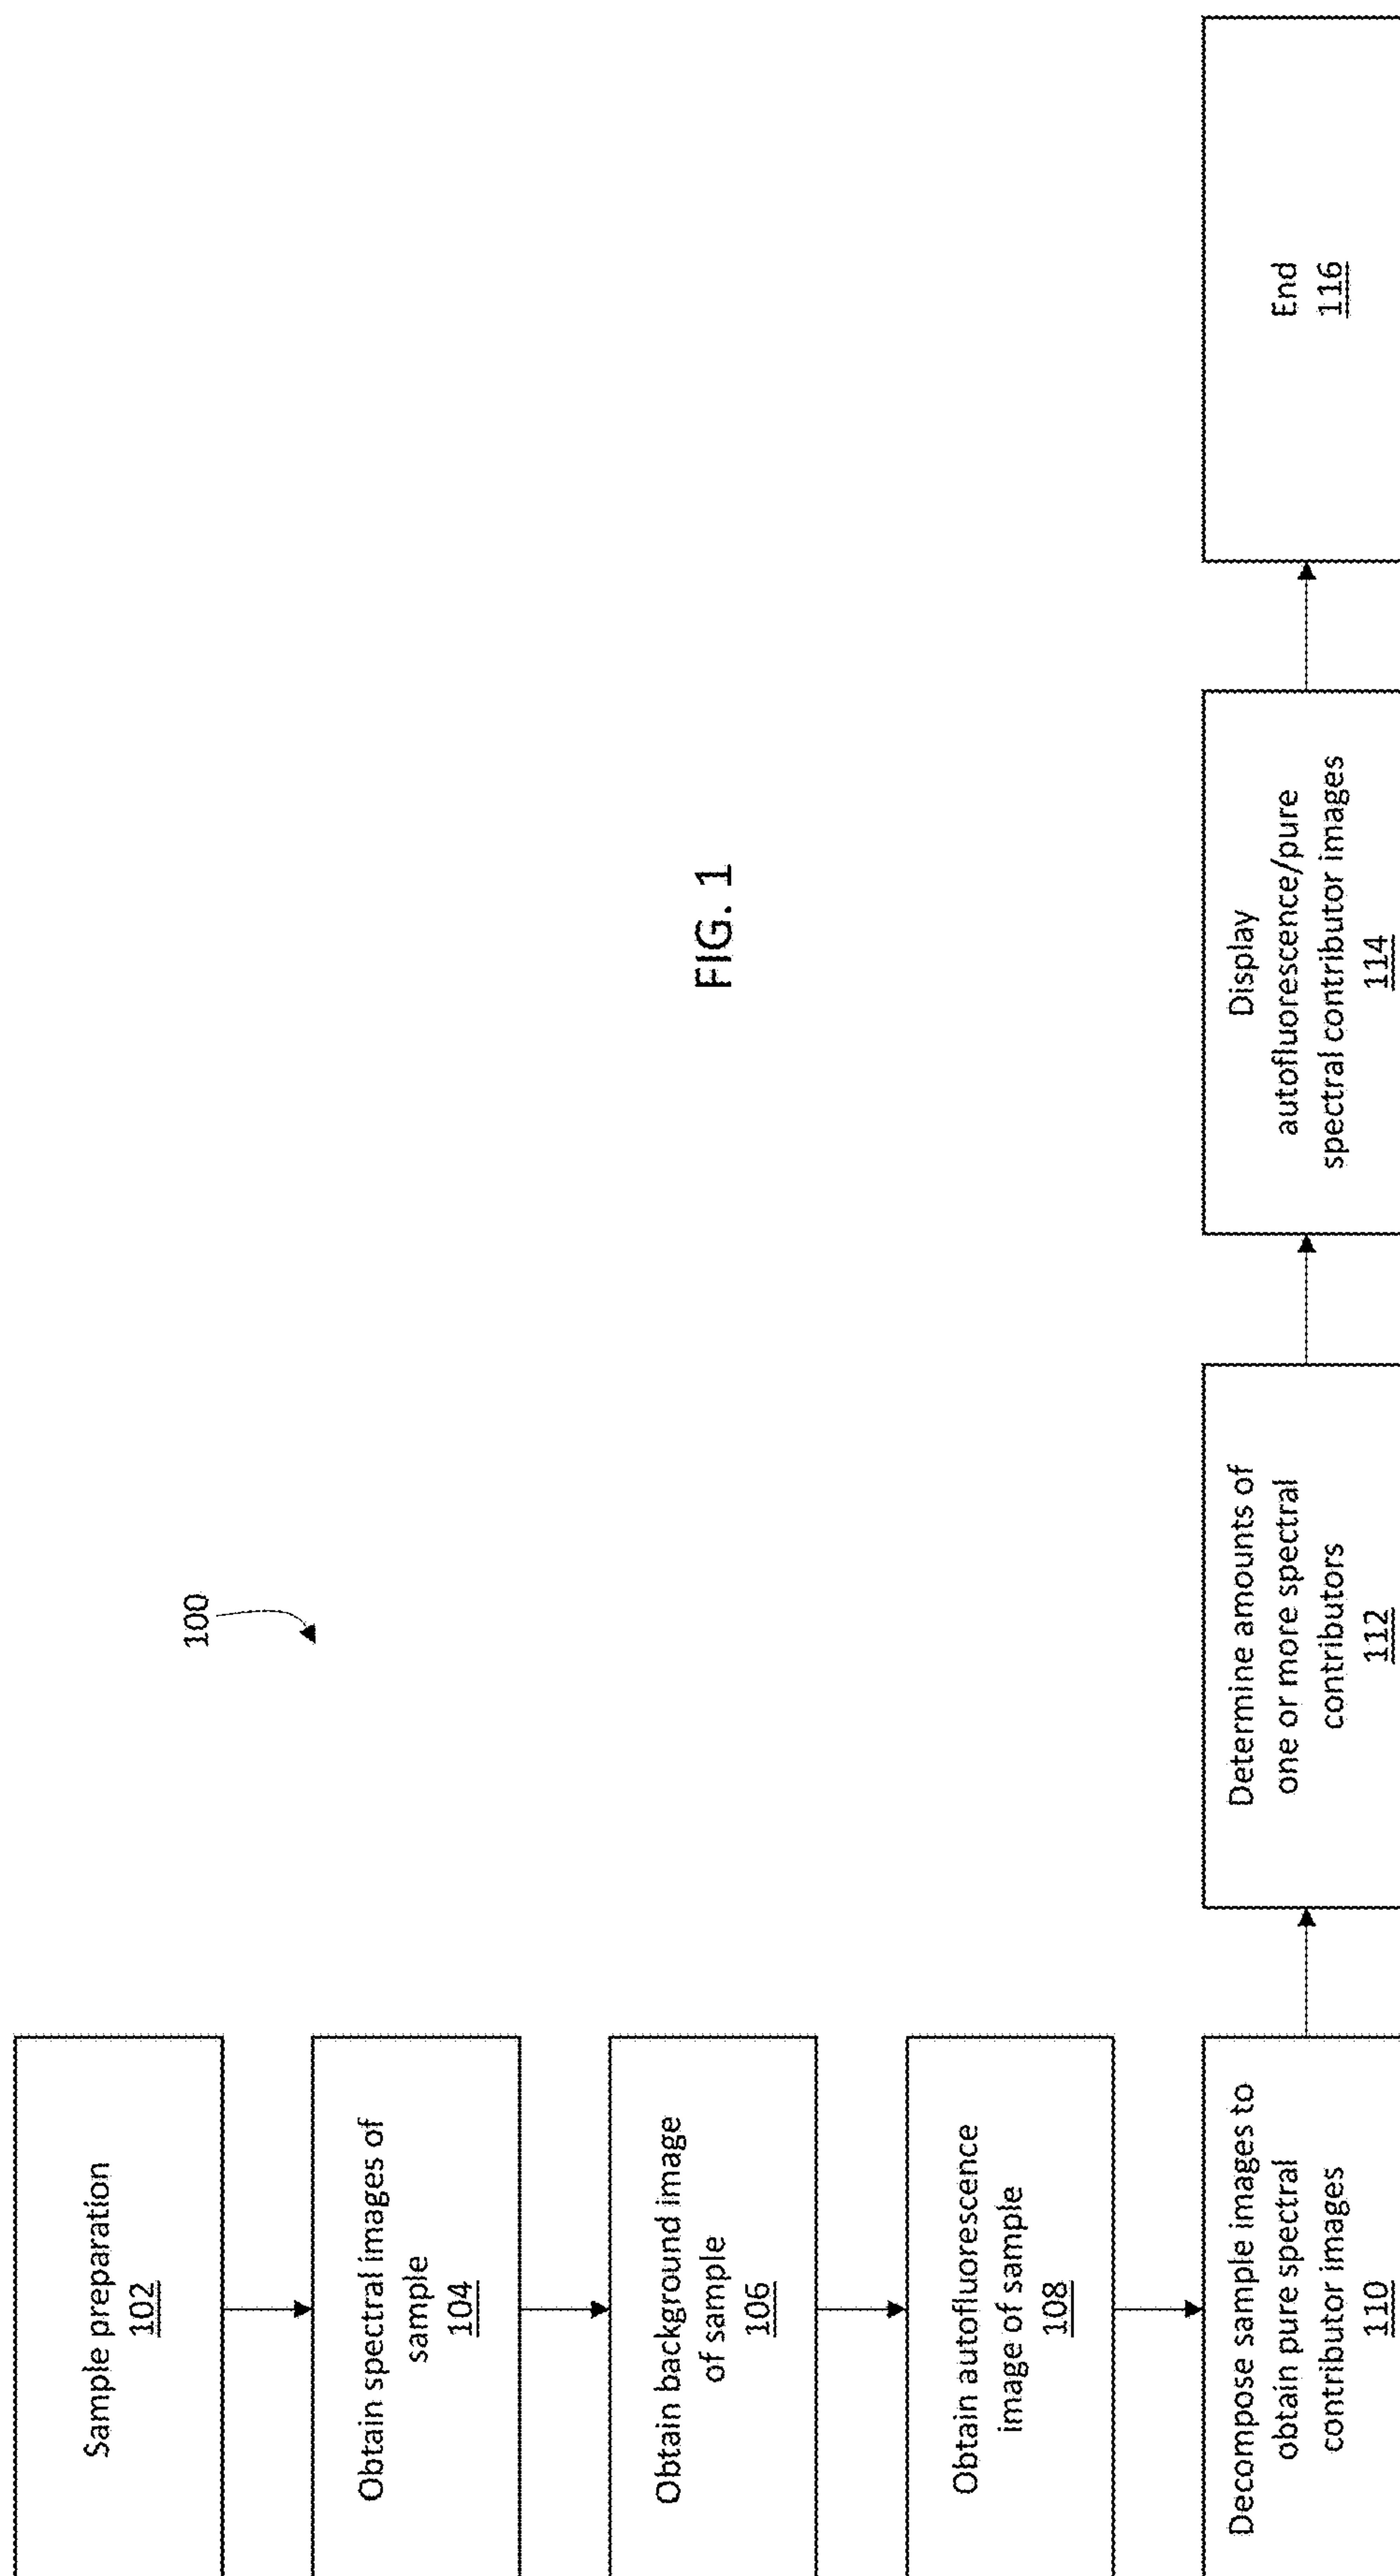 100
Sample preparation
102
Obtain spectral images of
sample
104
Obtain background image
of sample
106
Obtain autofluorescence
image of sample
108
Decompose sample images to
obtain pure spectral
contributor images
110
Determine amounts of
one or more spectral
contributors
112
Display
autofluorescence/pure
spectral contributor images
114
End
116
FIG. 1